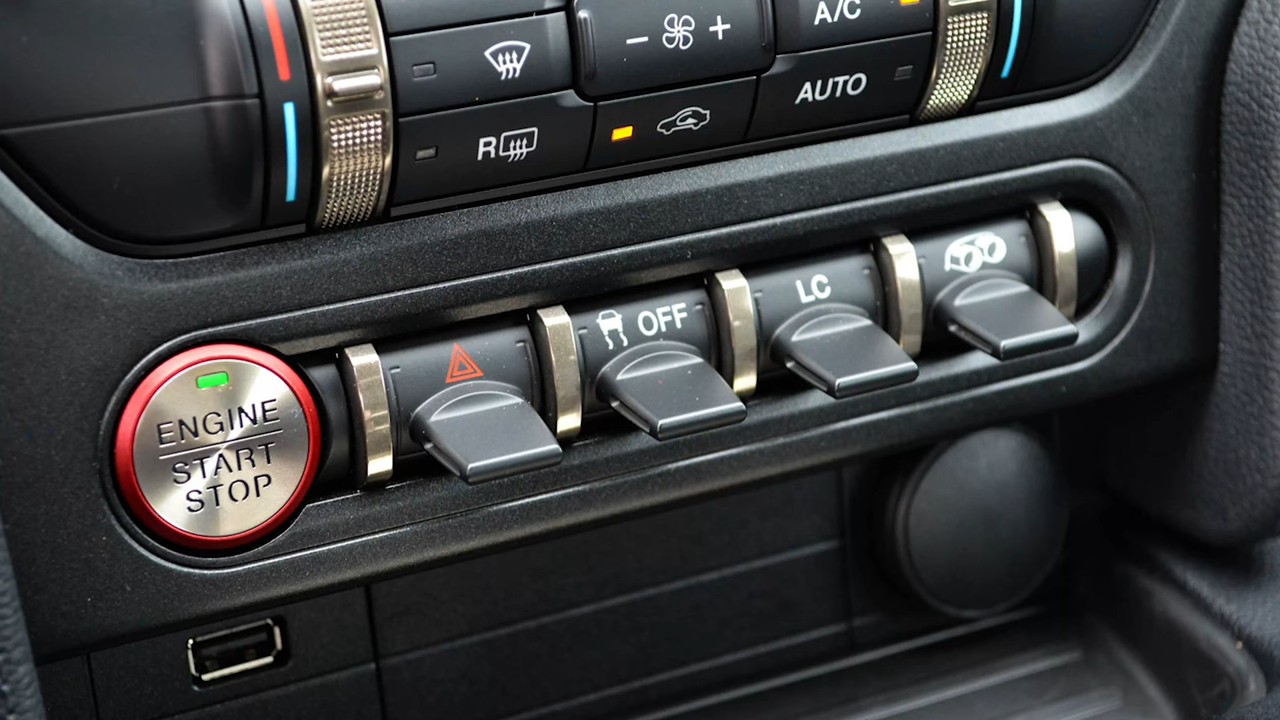 − +
A/C
AUTO
R
OFF
LC
ENGINE
START
STOP